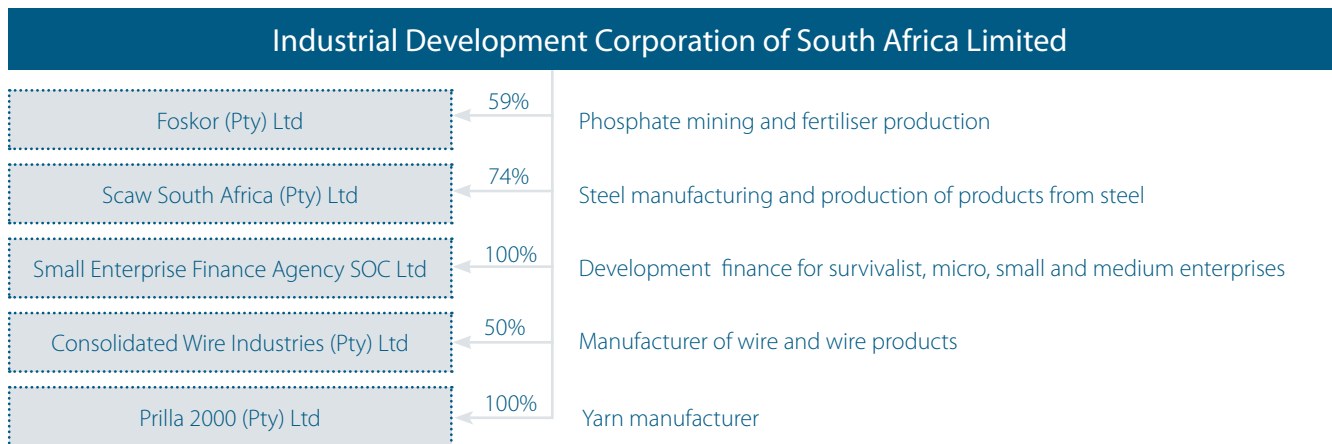 Industrial Development Corporation of South Africa Limited
Foskor (Pty) Ltd
59%
Phosphate mining and fertiliser production
Scaw South Africa (Pty) Ltd
74%
Steel manufacturing and production of products from steel
Small Enterprise Finance Agency SOC Ltd
100%
Development finance for survivalist, micro, small and medium enterprises
Consolidated Wire Industries (Pty) Ltd
50%
Manufacturer of wire and wire products
Prilla 2000 (Pty) Ltd
100%
Yarn manufacturer